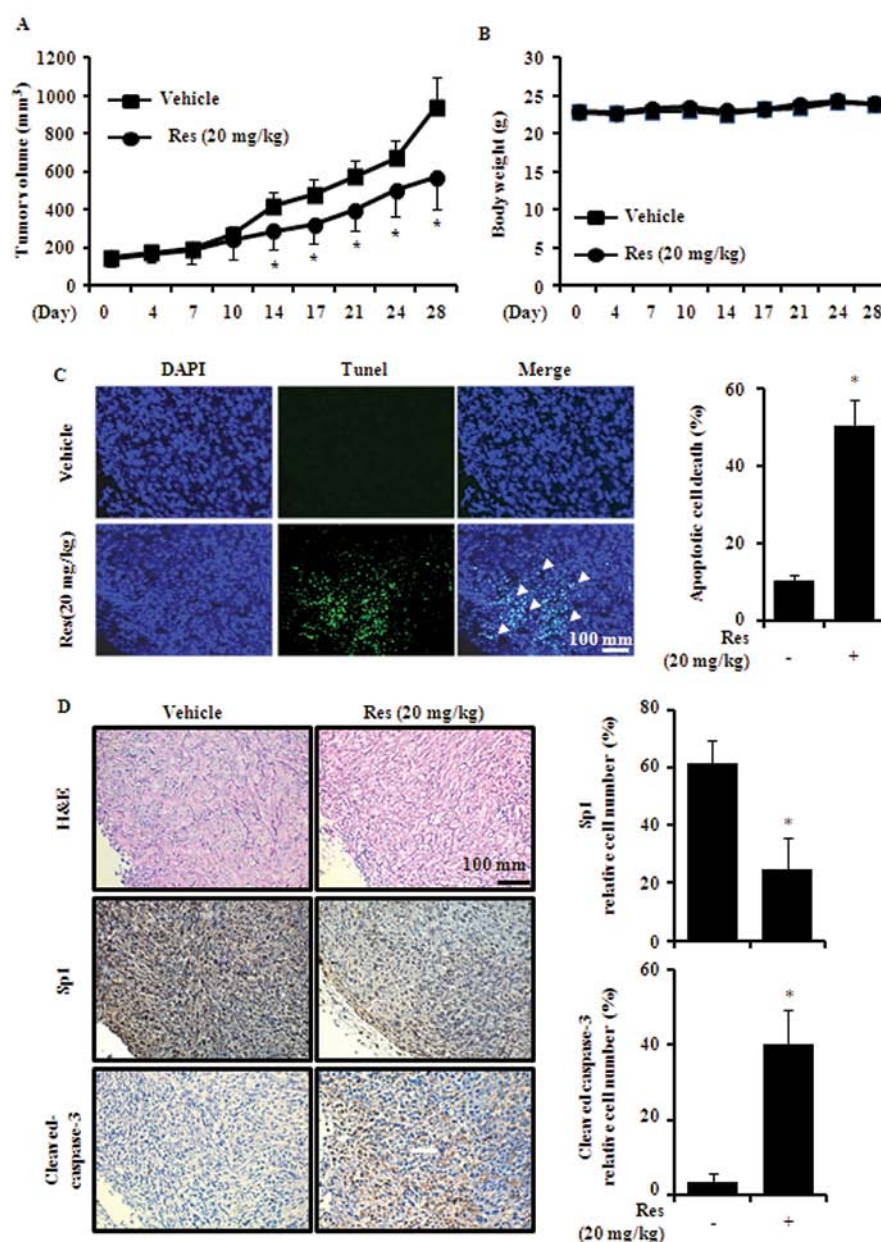 A
1200
1000
800
600
400
200
0
Tumor volume (mm³)
Vehicle
Res (20 mg/kg)
*
*
*
*
*
(Day) 0 4 7 10 14 17 21 24 28
B
30
25
20
15
10
5
0
Body weight (g)
Vehicle
Res (20 mg/kg)
(Day) 0 4 7 10 14 17 21 24 28
C
DAPI Tunel Merge
Vehicle
Res(20 mg/kg)
100 mm
60
40
20
0
Apoptotic cell death (%)
*
Res
(20 mg/kg) - +
D
Vehicle Res (20 mg/kg)
H&E
100 mm
Sp1
Cleaved-
caspase-3
80
60
40
20
0
Sp1
relative cell number (%)
*
60
40
20
0
Cleaved caspase-3
relative cell number (%)
*
Res
(20 mg/kg) - +